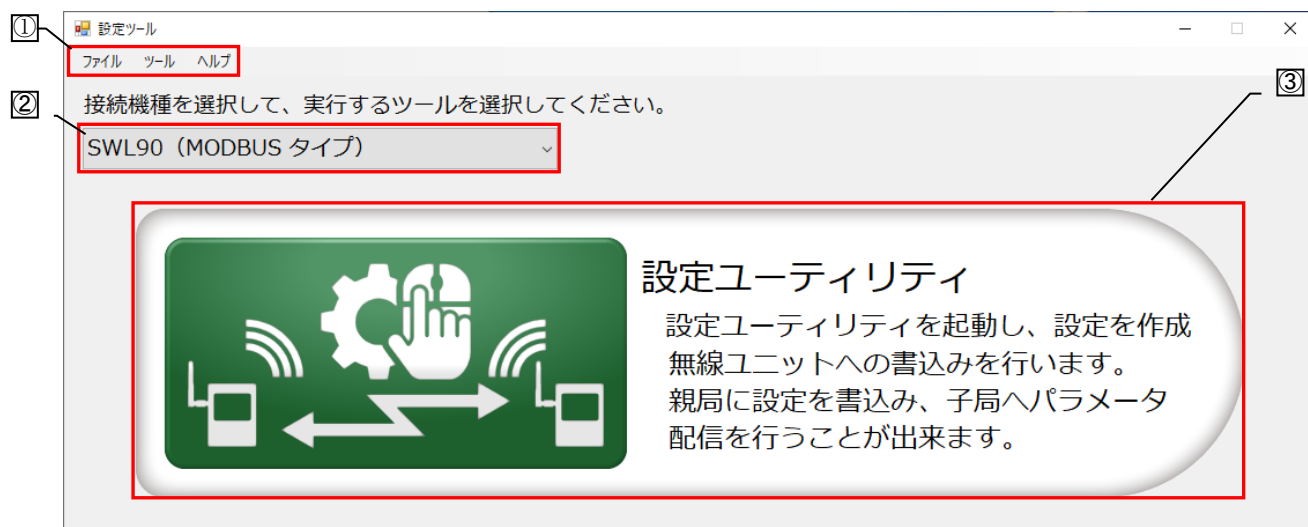 ① 設定ツール
ファイル ツール ヘルプ
③
② 接続機種を選択して、実行するツールを選択してください。
SWL90（MODBUS タイプ）
設定ユーティリティ
設定ユーティリティを起動し、設定を作成
無線ユニットへの書込みを行います。
親局に設定を書込み、子局へパラメータ
配信を行うことが出来ます。